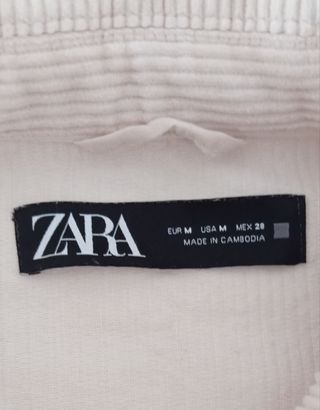 ZARA
EUR M USA M MEX 28
MADE IN CAMBODIA